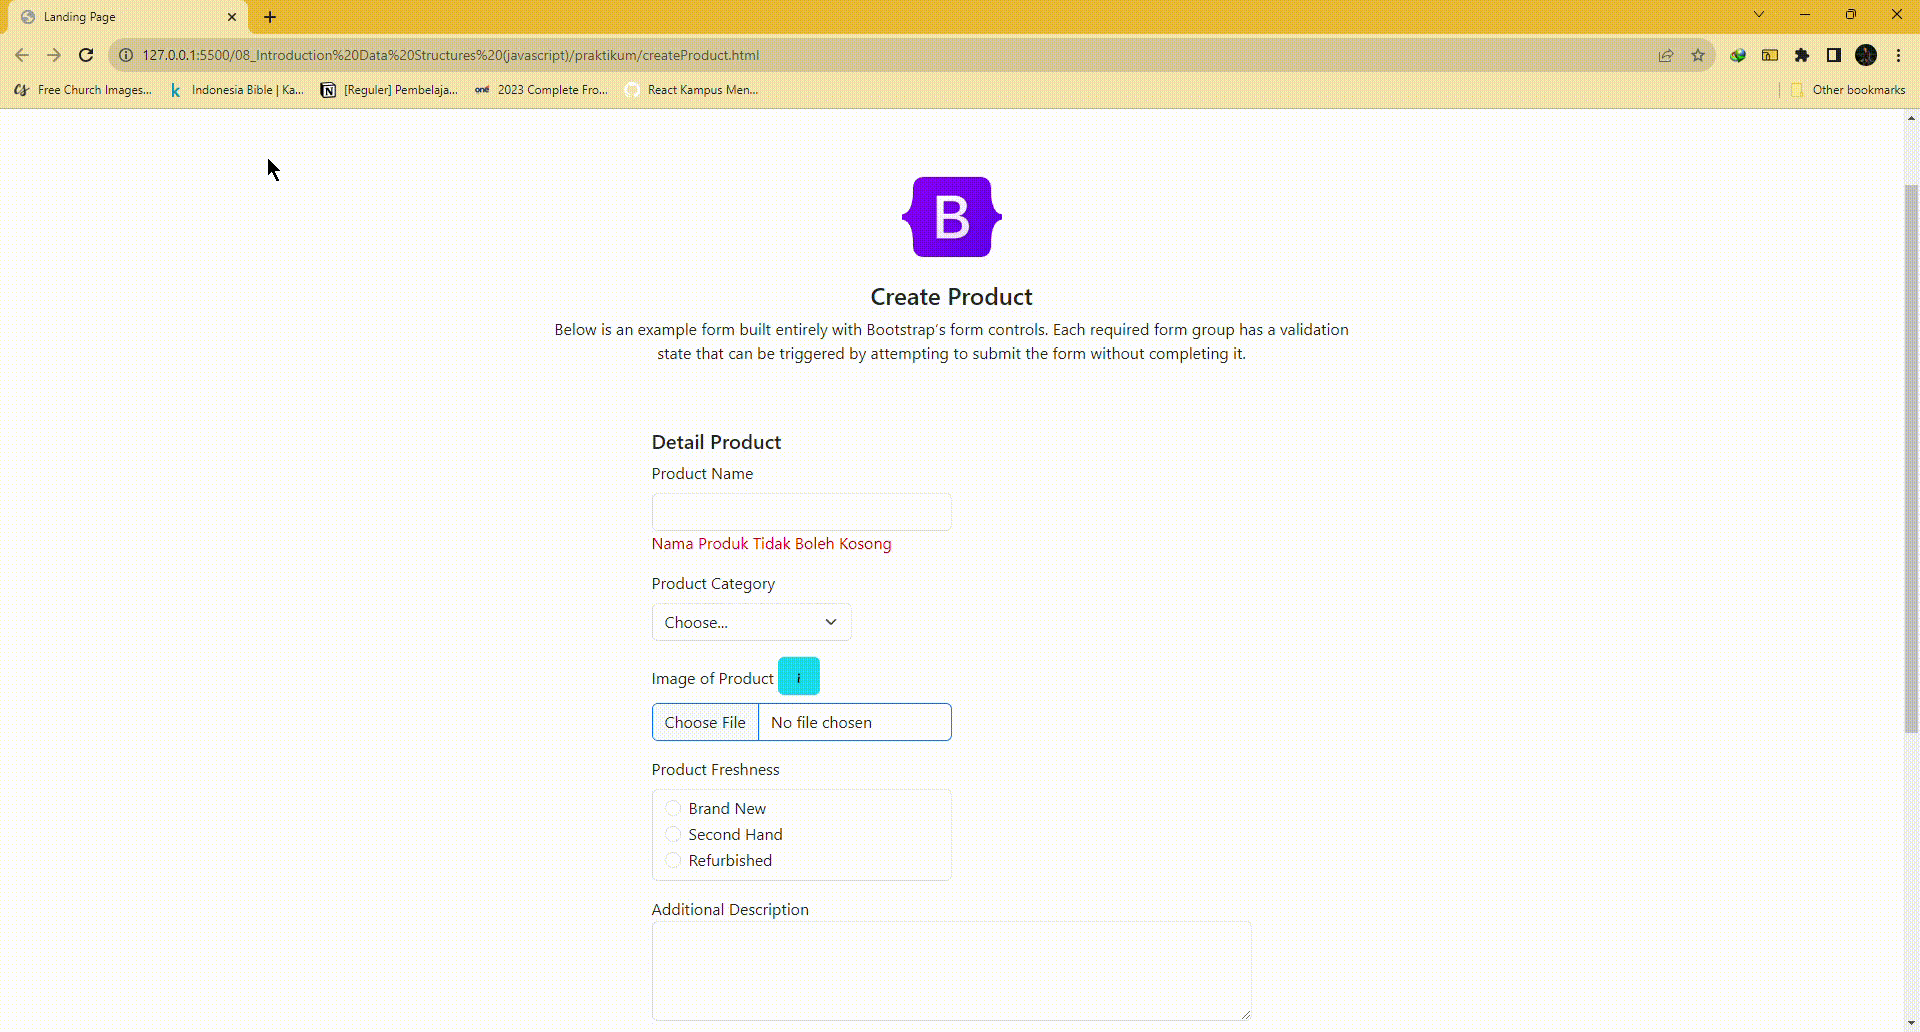 Landing Page
127.0.0.1:5500/08_Introduction%20Data%20Structures%20(javascript)/praktikum/createProduct.html
Free Church Images... Indonesia Bible | Ka... [Reguler] Pembelaja... one 2023 Complete Fro... React Kampus Men... Other bookmarks
B
Create Product
Below is an example form built entirely with Bootstrap's form controls. Each required form group has a validation
state that can be triggered by attempting to submit the form without completing it.
Detail Product
Product Name
Nama Produk Tidak Boleh Kosong
Product Category
Choose...
Image of Product i
Choose File No file chosen
Product Freshness
Brand New
Second Hand
Refurbished
Additional Description